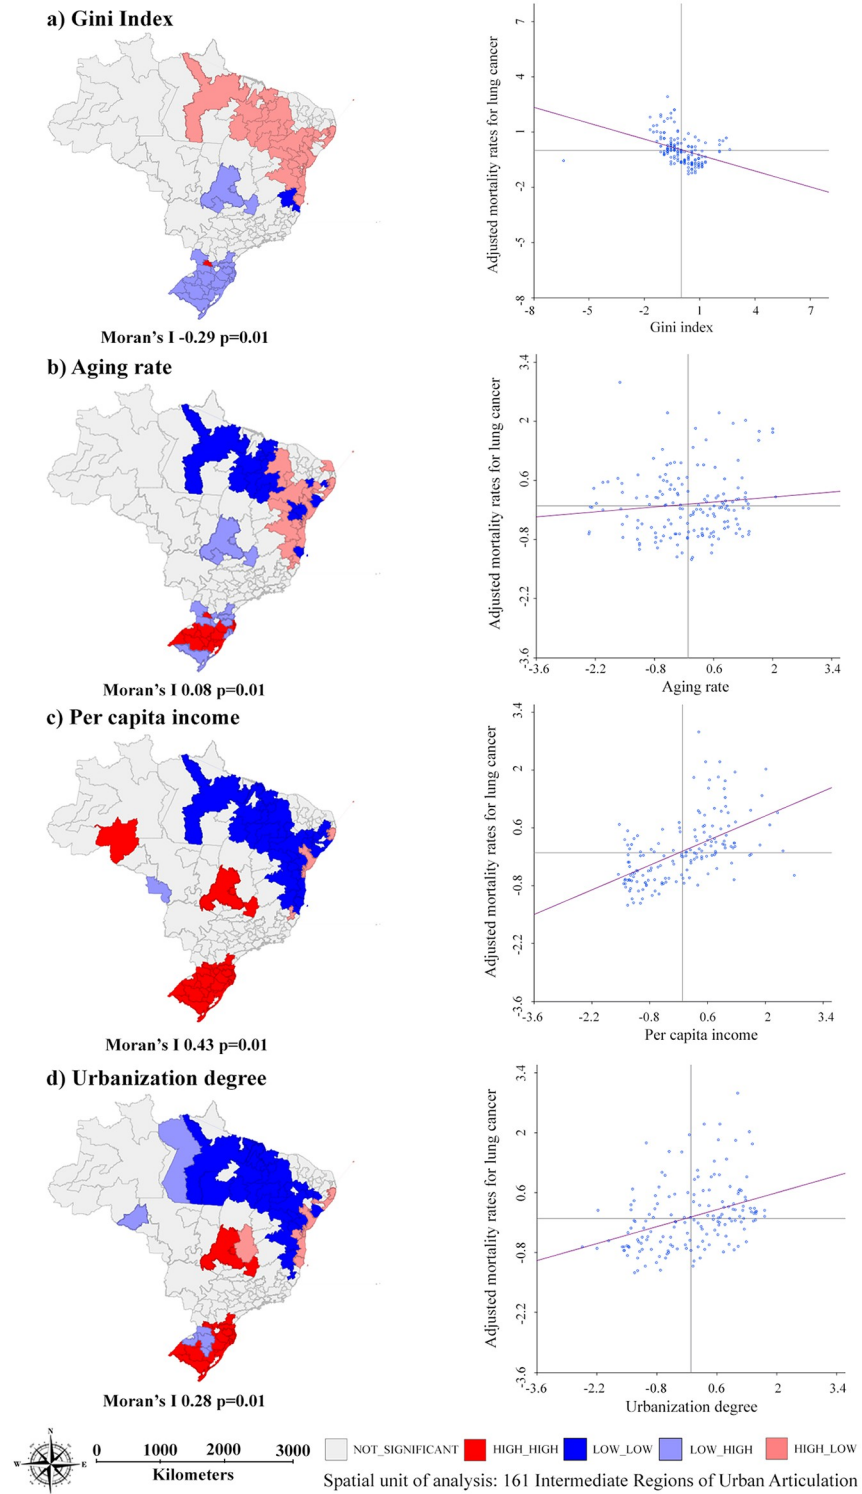 a) Gini Index
Adjusted mortality rates for lung cancer
7
4
1
-2
-5
-8
-8 -5 -2 1 4 7
Gini index
Moran's I -0.29 p=0.01
b) Aging rate
Adjusted mortality rates for lung cancer
3.4
2
0.6
-0.8
-2.2
-3.6
-3.6 -2.2 -0.8 0.6 2 3.4
Aging rate
Moran's I 0.08 p=0.01
c) Per capita income
Adjusted mortality rates for lung cancer
3.4
2
0.6
-0.8
-2.2
-3.6
-3.6 -2.2 -0.8 0.6 2 3.4
Per capita income
Moran's I 0.43 p=0.01
d) Urbanization degree
Adjusted mortality rates for lung cancer
3.4
2
0.6
-0.8
-2.2
-3.6
-3.6 -2.2 -0.8 0.6 2 3.4
Urbanization degree
Moran's I 0.28 p=0.01
N
W E
S
0 1000 2000 3000
Kilometers
NOT_SIGNIFICANT HIGH_HIGH LOW_LOW LOW_HIGH HIGH_LOW
Spatial unit of analysis: 161 Intermediate Regions of Urban Articulation